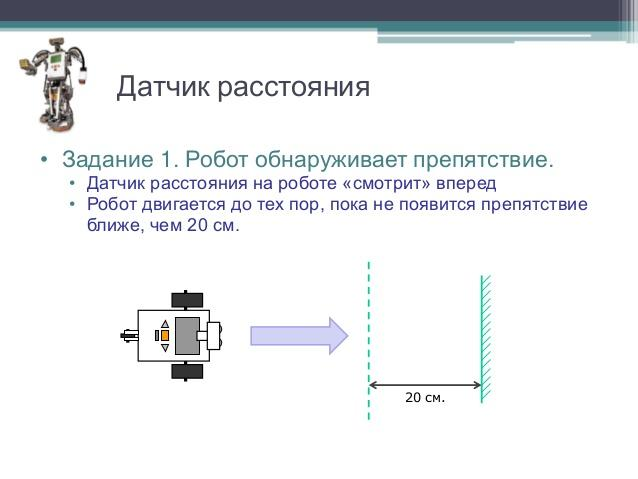 Датчик расстояния
• Задание 1. Робот обнаруживает препятствие.
• Датчик расстояния на роботе «смотрит» вперед
• Робот двигается до тех пор, пока не появится препятствие
ближе, чем 20 см.
20 см.